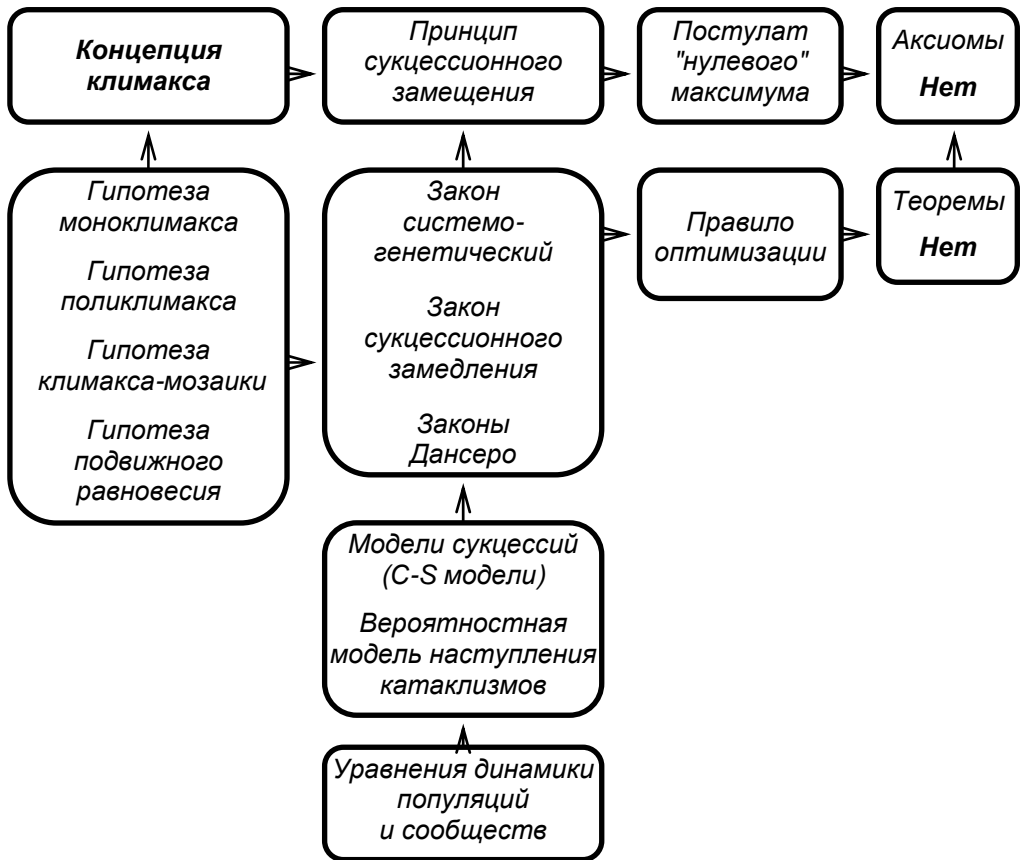 Концепция
климакса
Принцип
сукцессионного
замещения
Постулат
"нулевого"
максимума
Аксиомы
Нет
Гипотеза
моноклимакса
Гипотеза
поликлимакса
Гипотеза
климакса-мозаики
Гипотеза
подвижного
равновесия
Закон
системо-
генетический
Закон
сукцессионного
замедления
Законы
Дансеро
Правило
оптимизации
Теоремы
Нет
Модели сукцессий
(C-S модели)
Вероятностная
модель наступления
катаклизмов
Уравнения динамики
популяций
и сообществ